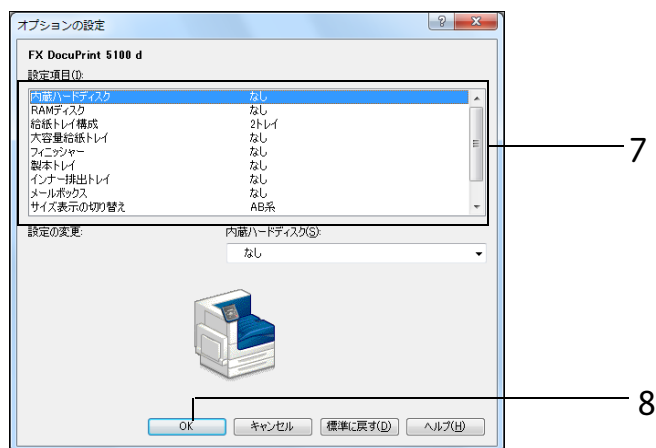 オプションの設定
FX DocuPrint 5100 d
設定項目(I):
内蔵ハードディスク なし
RAMディスク なし
給紙トレイ構成 2トレイ
大容量給紙トレイ なし
フィニッシャー なし
製本トレイ なし
インナー排出トレイ なし
メールボックス なし
サイズ表示の切り替え AB系
7
設定の変更: 内蔵ハードディスク(S):
なし
8
OK キャンセル 標準に戻す(D) ヘルプ(H)